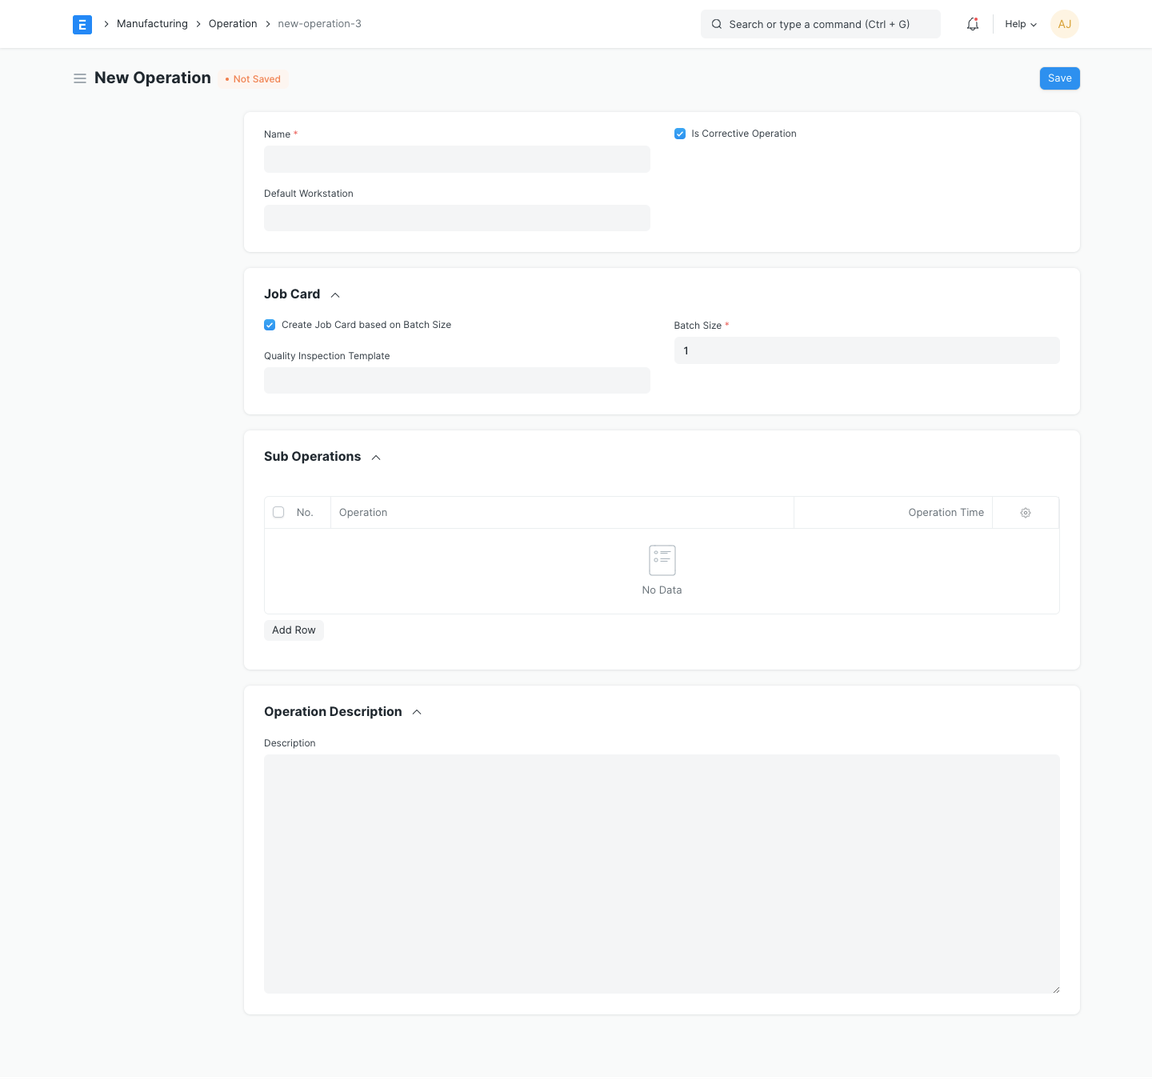 E
Manufacturing
Operation
new-operation-3
Search or type a command (Ctrl + G)
Help
AJ
New Operation
• Not Saved
Save
Name *
Is Corrective Operation
Default Workstation
Job Card
Create Job Card based on Batch Size
Batch Size *
1
Quality Inspection Template
Sub Operations
No.
Operation
Operation Time
No Data
Add Row
Operation Description
Description